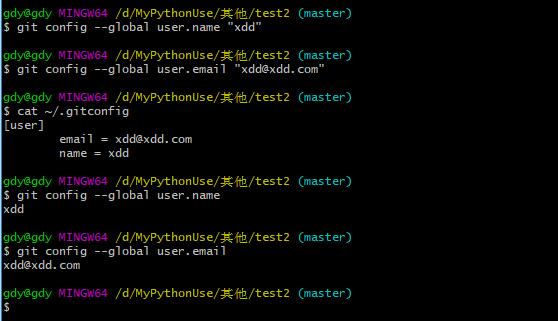 gdy@gdy MINGW64 /d/MyPythonUse/其他/test2 (master)
$ git config --global user.name "xdd"
gdy@gdy MINGW64 /d/MyPythonUse/其他/test2 (master)
$ git config --global user.email "xdd@xdd.com"
gdy@gdy MINGW64 /d/MyPythonUse/其他/test2 (master)
$ cat ~/.gitconfig
[user]
        email = xdd@xdd.com
        name = xdd
gdy@gdy MINGW64 /d/MyPythonUse/其他/test2 (master)
$ git config --global user.name
xdd
gdy@gdy MINGW64 /d/MyPythonUse/其他/test2 (master)
$ git config --global user.email
xdd@xdd.com
gdy@gdy MINGW64 /d/MyPythonUse/其他/test2 (master)
$